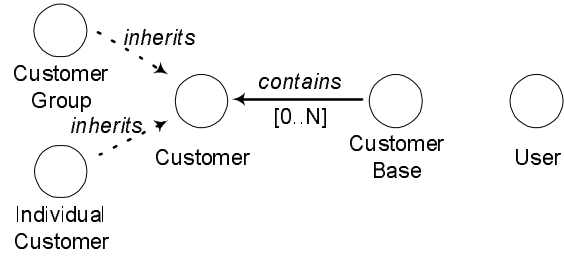 inherits
Customer
Group
contains
[0..N]
inherits
Customer
Customer
Base
User
Individual
Customer